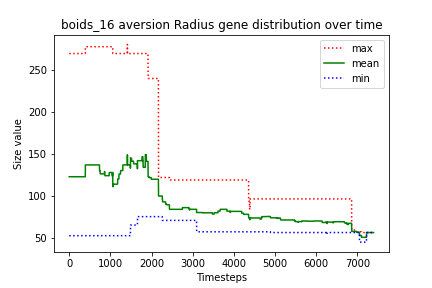 boids_16 aversion Radius gene distribution over time
max
mean
min
Size value
250
200
150
100
50
0
1000
2000
3000
4000
5000
6000
7000
Timesteps